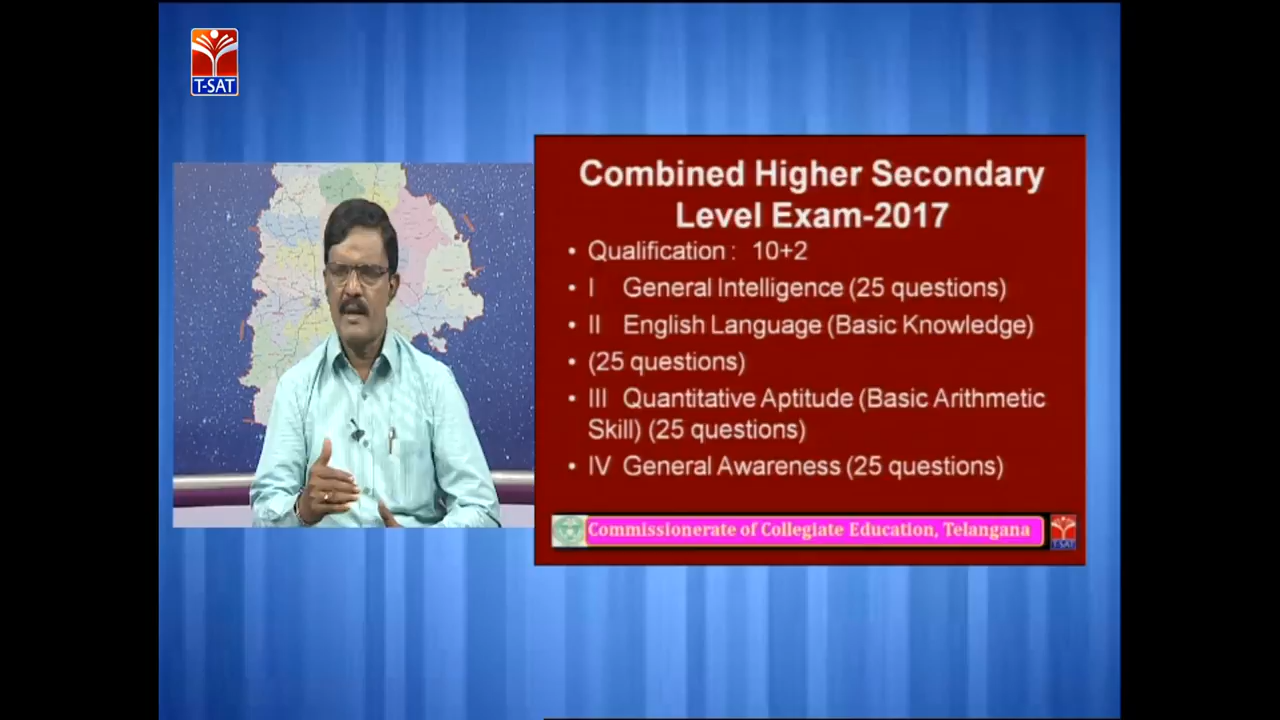 T-SAT
Combined Higher Secondary
Level Exam-2017
• Qualification : 10+2
• I General Intelligence (25 questions)
• II English Language (Basic Knowledge)
• (25 questions)
• III Quantitative Aptitude (Basic Arithmetic
Skill) (25 questions)
• IV General Awareness (25 questions)
Commissionerate of Collegiate Education, Telangana
T-SAT